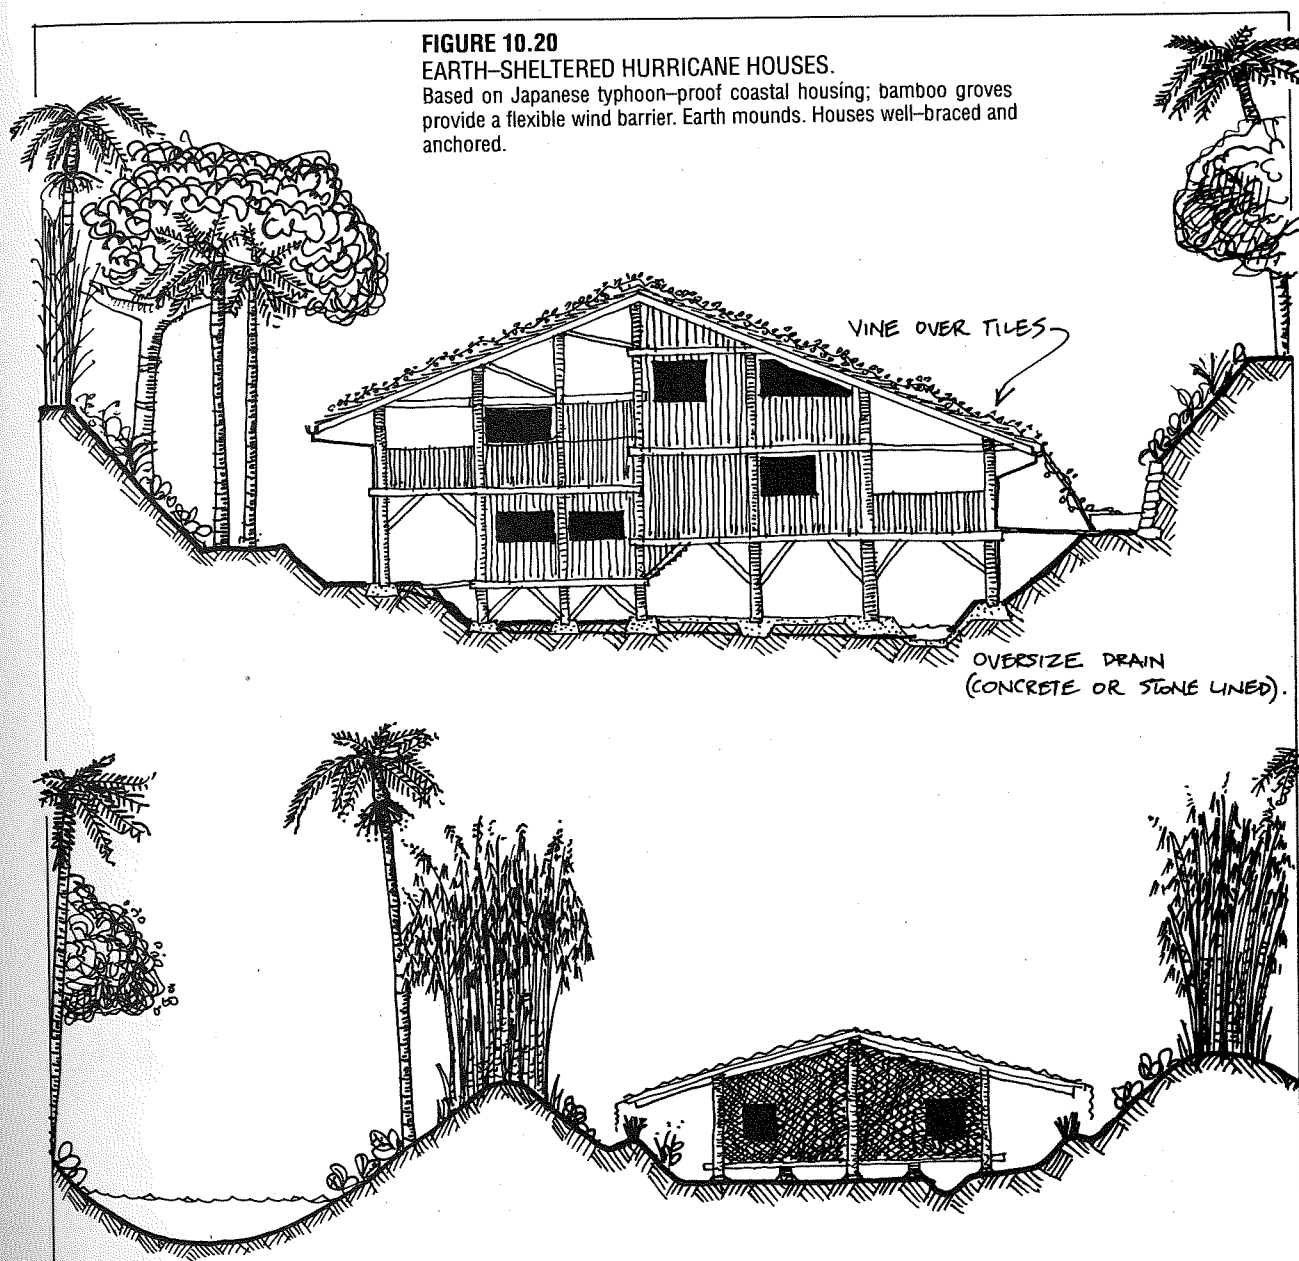 FIGURE 10.20
EARTH–SHELTERED HURRICANE HOUSES.
Based on Japanese typhoon–proof coastal housing; bamboo groves
provide a flexible wind barrier. Earth mounds. Houses well–braced and
anchored.
VINE OVER TILES
OVERSIZE DRAIN
(CONCRETE OR STONE LINED).